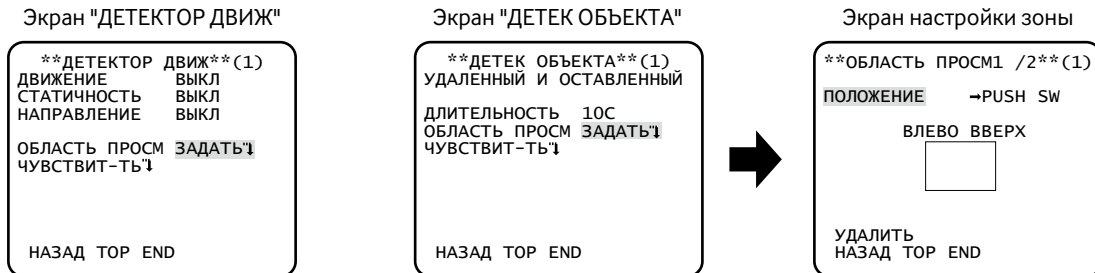 Экран "ДЕТЕКТОР ДВИЖ"
**ДЕТЕКТОР ДВИЖ**(1)
ДВИЖЕНИЕ ВЫКЛ
СТАТИЧНОСТЬ ВЫКЛ
НАПРАВЛЕНИЕ ВЫКЛ
ОБЛАСТЬ ПРОСМ ЗАДАТЬ
ЧУВСТВИТ-ТЬ
НАЗАД TOP END
Экран "ДЕТЕК ОБЪЕКТА"
**ДЕТЕК ОБЪЕКТА**(1)
УДАЛЕННЫЙ И ОСТАВЛЕННЫЙ
ДЛИТЕЛЬНОСТЬ 10С
ОБЛАСТЬ ПРОСМ ЗАДАТЬ
ЧУВСТВИТ-ТЬ
НАЗАД TOP END
Экран настройки зоны
**ОБЛАСТЬ ПРОСМ1 /2**(1)
ПОЛОЖЕНИЕ →PUSH SW
ВЛЕВО ВВЕРХ
УДАЛИТЬ
НАЗАД TOP END